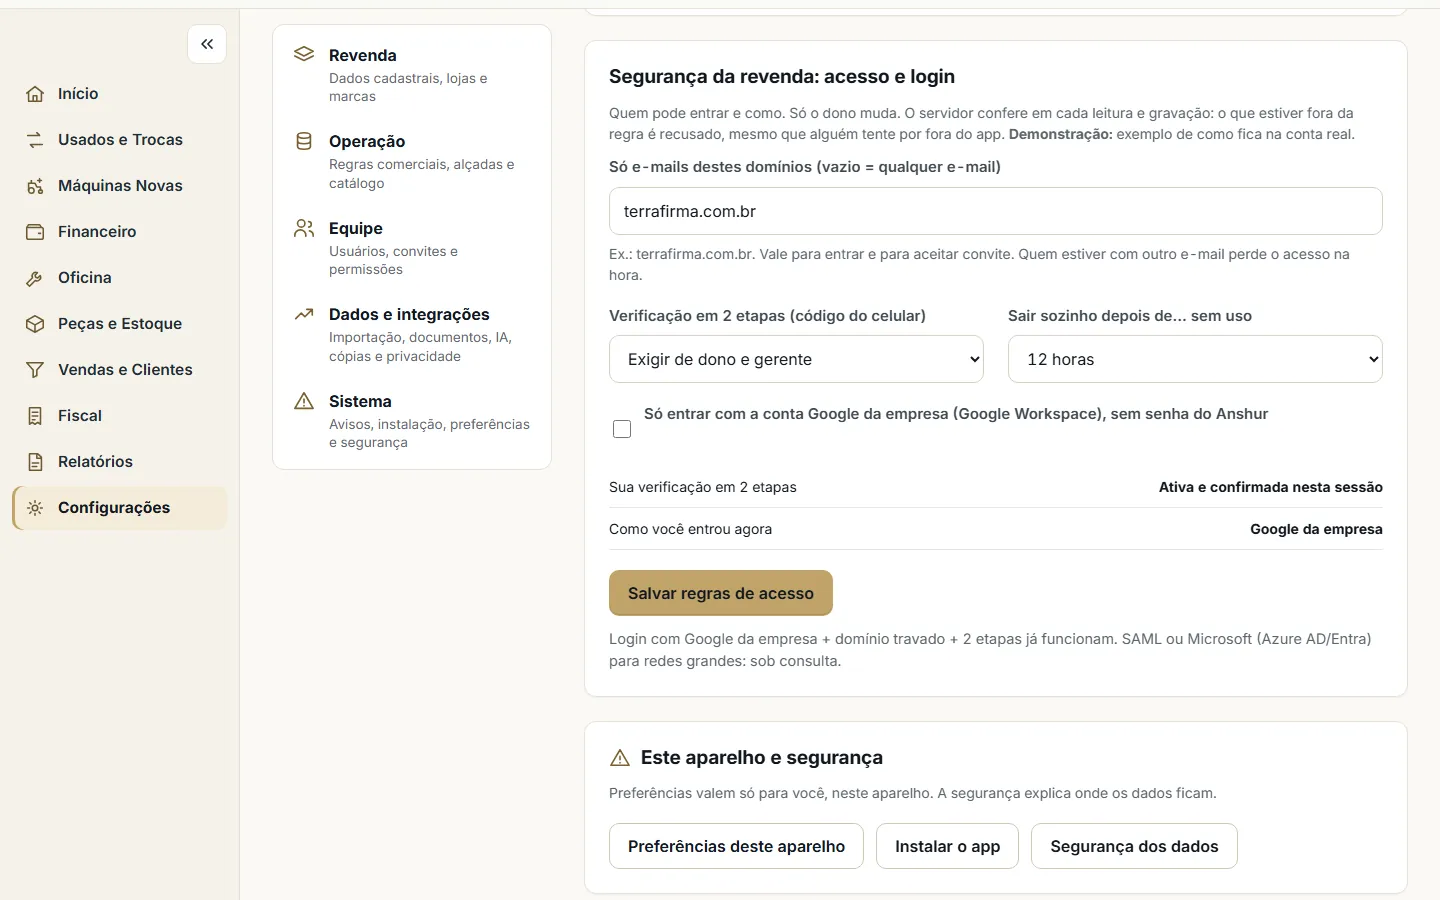 Início
Usados e Trocas
Máquinas Novas
Financeiro
Oficina
Peças e Estoque
Vendas e Clientes
Fiscal
Relatórios
Configurações
Revenda
Dados cadastrais, lojas e
marcas
Operação
Regras comerciais, alçadas e
catálogo
Equipe
Usuários, convites e
permissões
Dados e integrações
Importação, documentos, IA,
cópias e privacidade
Sistema
Avisos, instalação, preferências
e segurança
Segurança da revenda: acesso e login
Quem pode entrar e como. Só o dono muda. O servidor confere em cada leitura e gravação: o que estiver fora da
regra é recusado, mesmo que alguém tente por fora do app. Demonstração: exemplo de como fica na conta real.
Só e-mails destes domínios (vazio = qualquer e-mail)
terrafirma.com.br
Ex.: terrafirma.com.br. Vale para entrar e para aceitar convite. Quem estiver com outro e-mail perde o acesso na
hora.
Verificação em 2 etapas (código do celular)
Sair sozinho depois de... sem uso
Exigir de dono e gerente
12 horas
Só entrar com a conta Google da empresa (Google Workspace), sem senha do Anshur
Sua verificação em 2 etapas
Ativa e confirmada nesta sessão
Como você entrou agora
Google da empresa
Salvar regras de acesso
Login com Google da empresa + domínio travado + 2 etapas já funcionam. SAML ou Microsoft (Azure AD/Entra)
para redes grandes: sob consulta.
Este aparelho e segurança
Preferências valem só para você, neste aparelho. A segurança explica onde os dados ficam.
Preferências deste aparelho
Instalar o app
Segurança dos dados